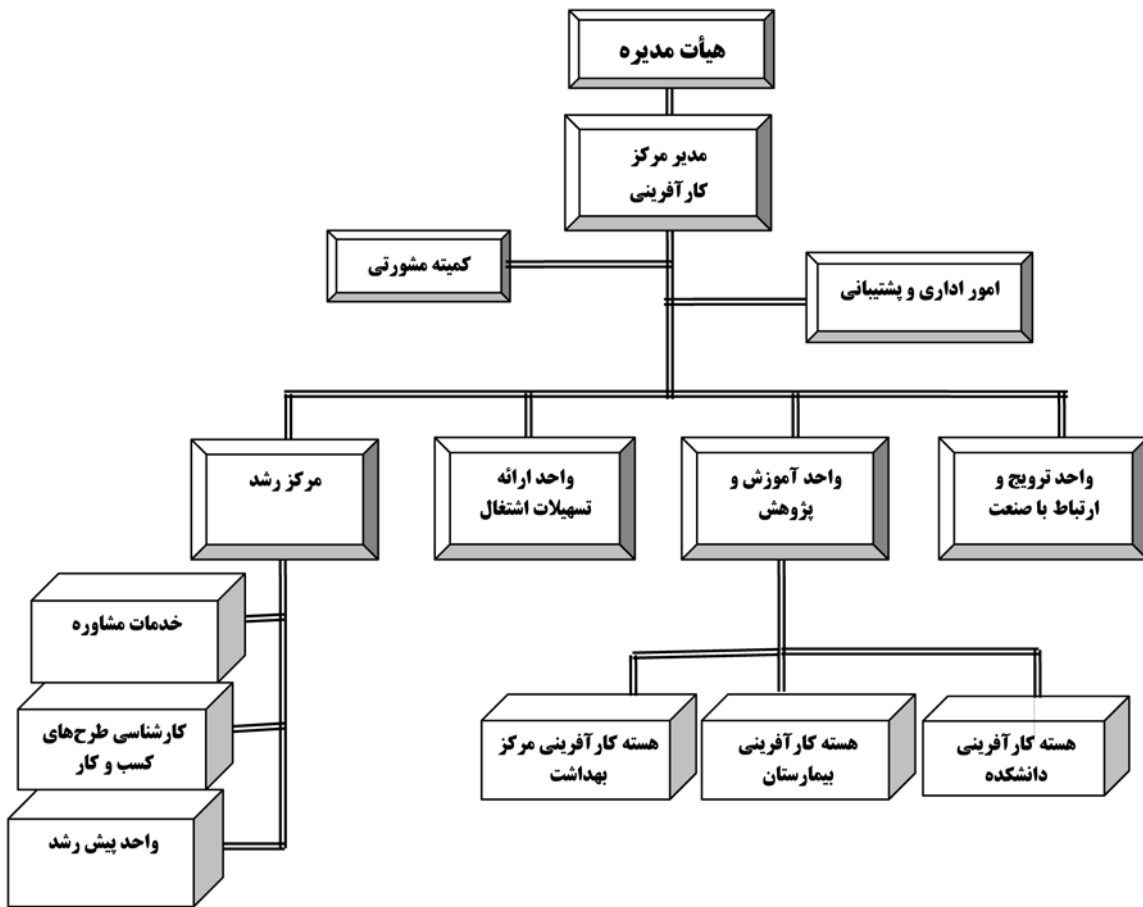 هیأت مدیره
مدیر مرکز
کارآفرینی
کمیته مشورتی
امور اداری و پشتیبانی
واحد ترویج و
ارتباط با صنعت
واحد آموزش و
پژوهش
واحد ارائه
تسهیلات اشتغال
مرکز رشد
خدمات مشاوره
کارشناسی طرح‌های
کسب و کار
واحد پیش رشد
هسته کارآفرینی
دانشکده
هسته کارآفرینی
بیمارستان
هسته کارآفرینی مرکز
بهداشت